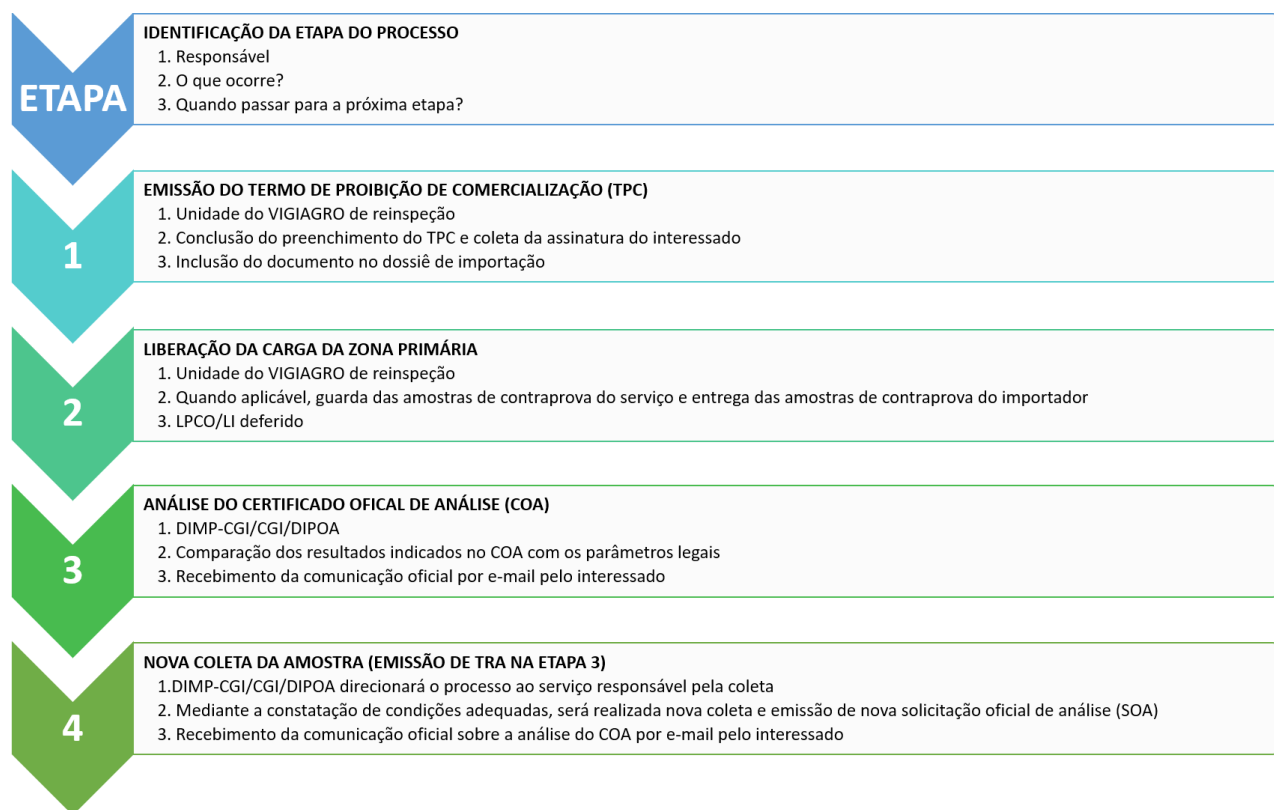 ETAPA
IDENTIFICAÇÃO DA ETAPA DO PROCESSO
1. Responsável
2. O que ocorre?
3. Quando passar para a próxima etapa?
1
EMISSÃO DO TERMO DE PROIBIÇÃO DE COMERCIALIZAÇÃO (TPC)
1. Unidade do VIGIAGRO de reinspeção
2. Conclusão do preenchimento do TPC e coleta da assinatura do interessado
3. Inclusão do documento no dossiê de importação
2
LIBERAÇÃO DA CARGA DA ZONA PRIMÁRIA
1. Unidade do VIGIAGRO de reinspeção
2. Quando aplicável, guarda das amostras de contraprova do serviço e entrega das amostras de contraprova do importador
3. LPCO/LI deferido
3
ANÁLISE DO CERTIFICADO OFICAL DE ANÁLISE (COA)
1. DIMP-CGI/CGI/DIPOA
2. Comparação dos resultados indicados no COA com os parâmetros legais
3. Recebimento da comunicação oficial por e-mail pelo interessado
4
NOVA COLETA DA AMOSTRA (EMISSÃO DE TRA NA ETAPA 3)
1.DIMP-CGI/CGI/DIPOA direcionará o processo ao serviço responsável pela coleta
2. Mediante a constatação de condições adequadas, será realizada nova coleta e emissão de nova solicitação oficial de análise (SOA)
3. Recebimento da comunicação oficial sobre a análise do COA por e-mail pelo interessado